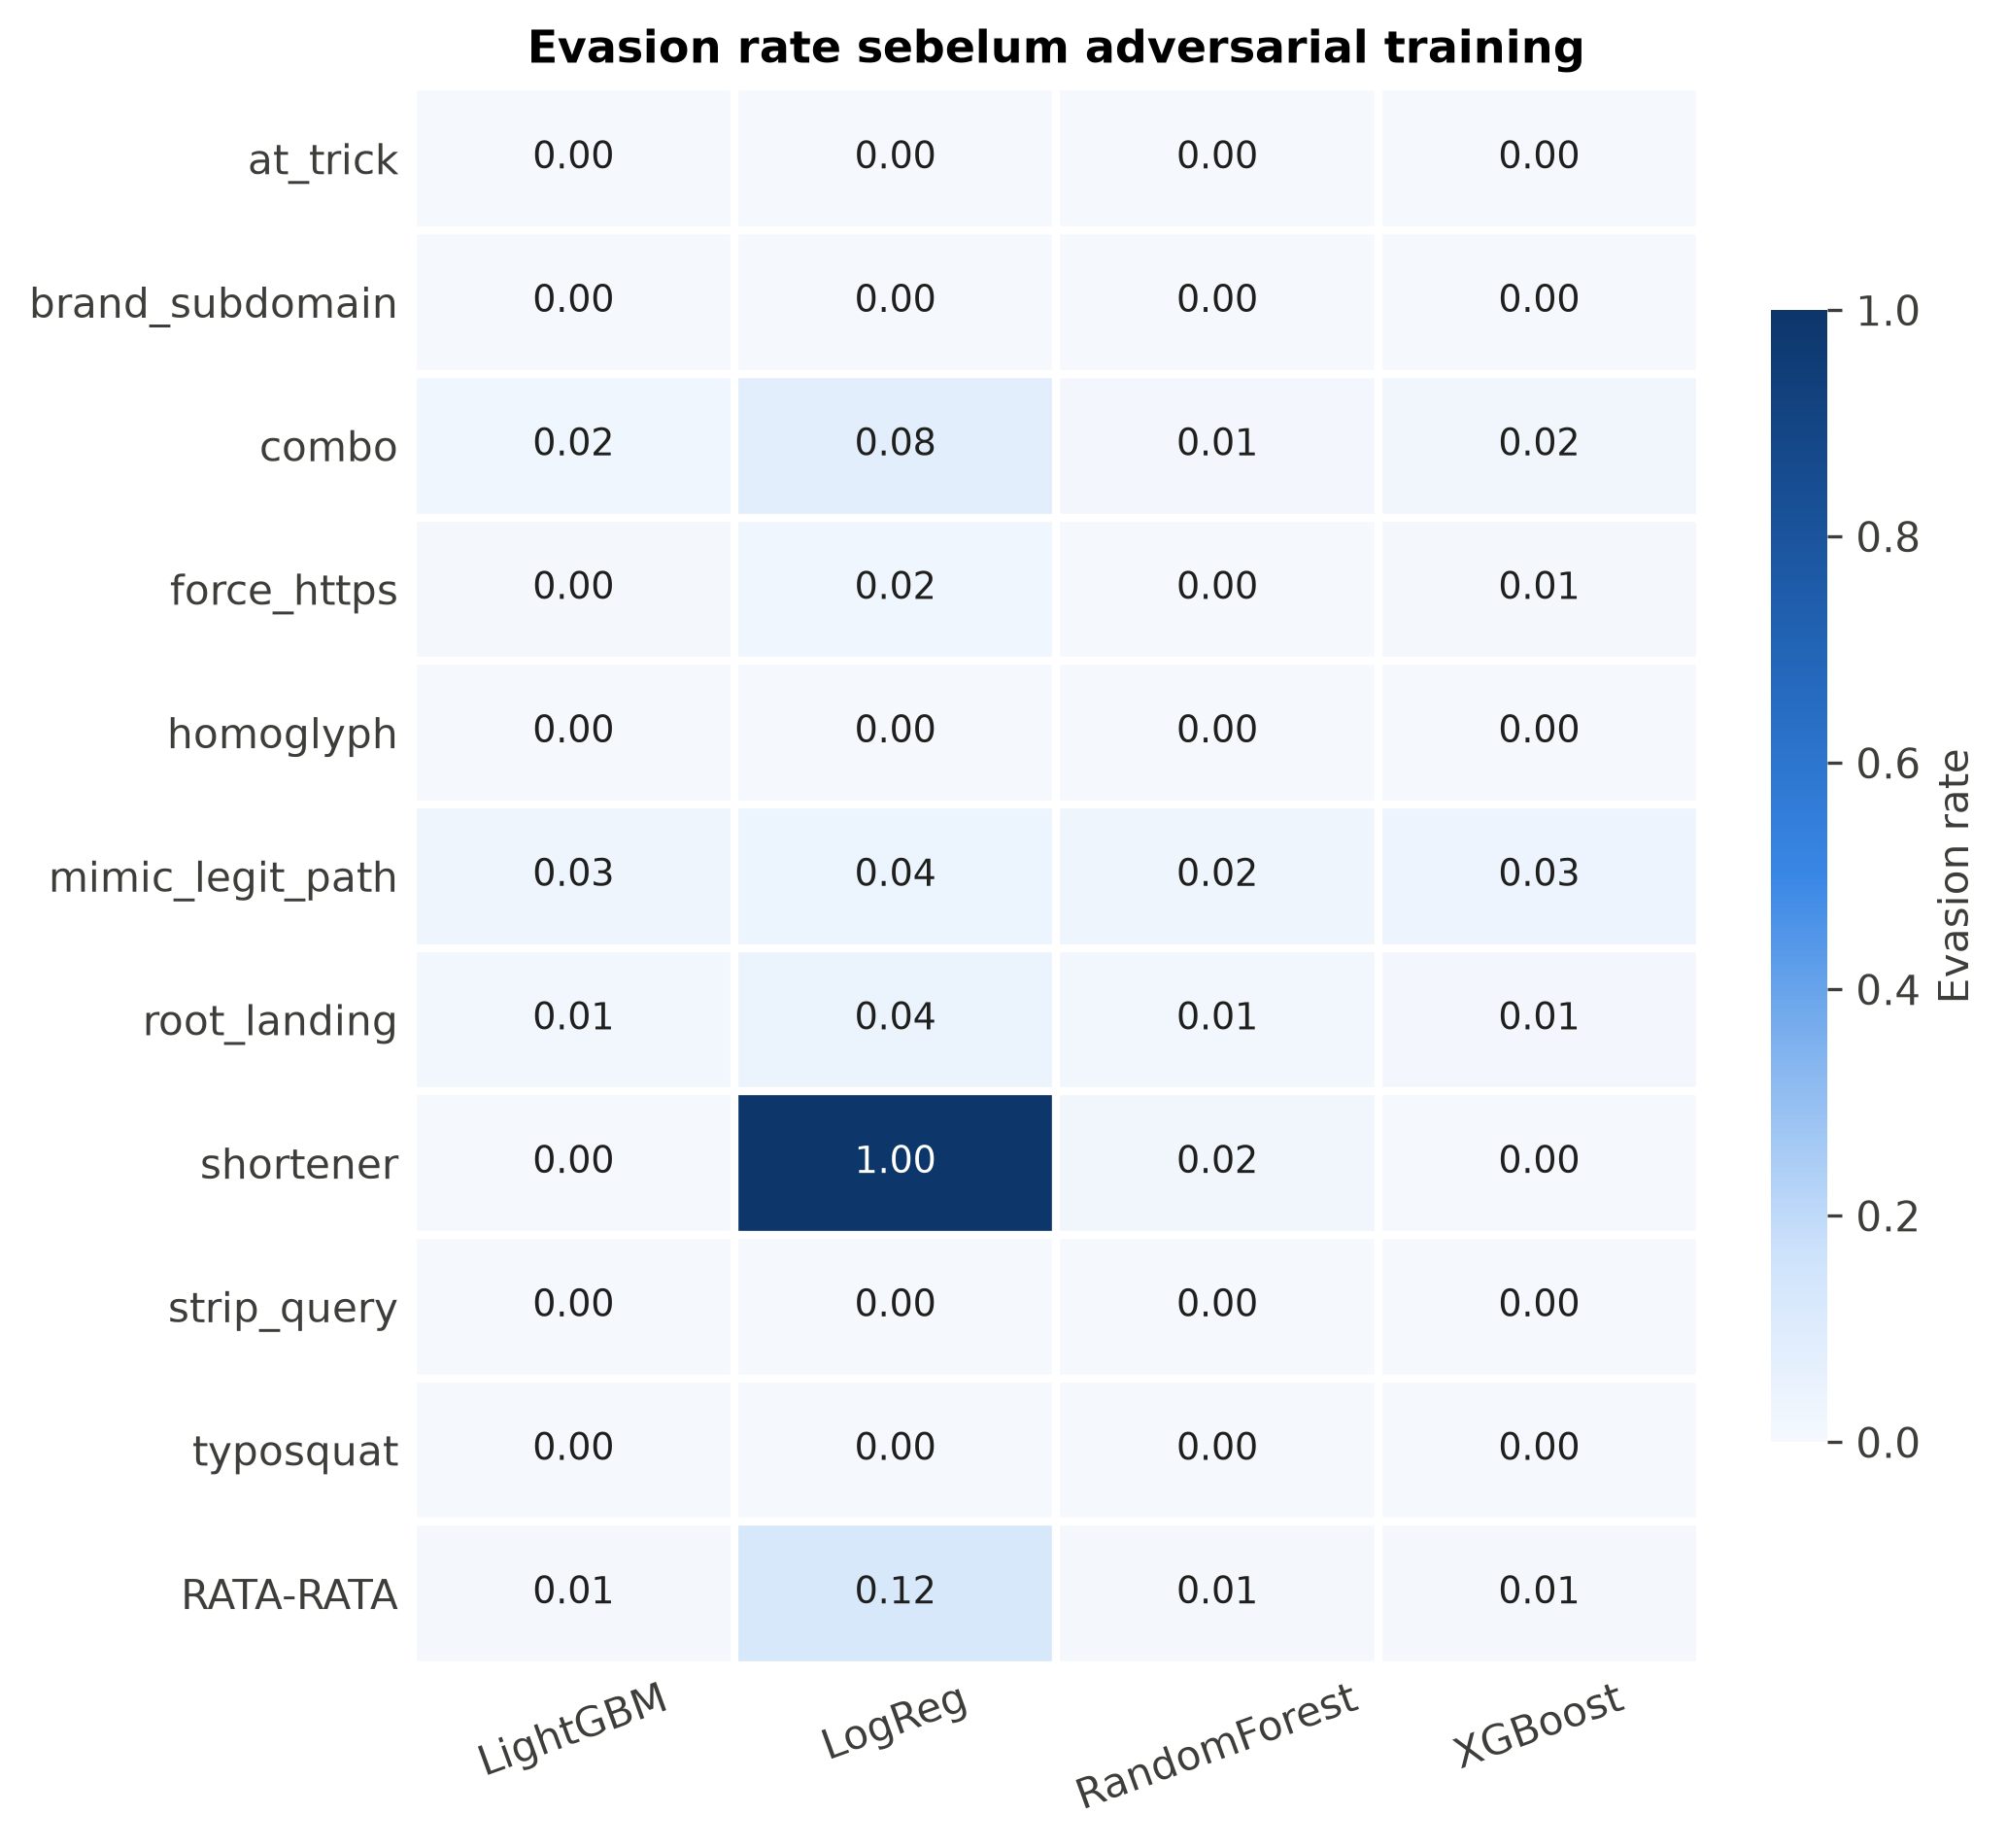 Evasion rate sebelum adversarial training
at_trick 0.00 0.00 0.00 0.00
brand_subdomain 0.00 0.00 0.00 0.00
combo 0.02 0.08 0.01 0.02
force_https 0.00 0.02 0.00 0.01
homoglyph 0.00 0.00 0.00 0.00
mimic_legit_path 0.03 0.04 0.02 0.03
root_landing 0.01 0.04 0.01 0.01
shortener 0.00 1.00 0.02 0.00
strip_query 0.00 0.00 0.00 0.00
typosquat 0.00 0.00 0.00 0.00
RATA-RATA 0.01 0.12 0.01 0.01
LightGBM LogReg RandomForest XGBoost
1.0
0.8
0.6
0.4
0.2
0.0
Evasion rate